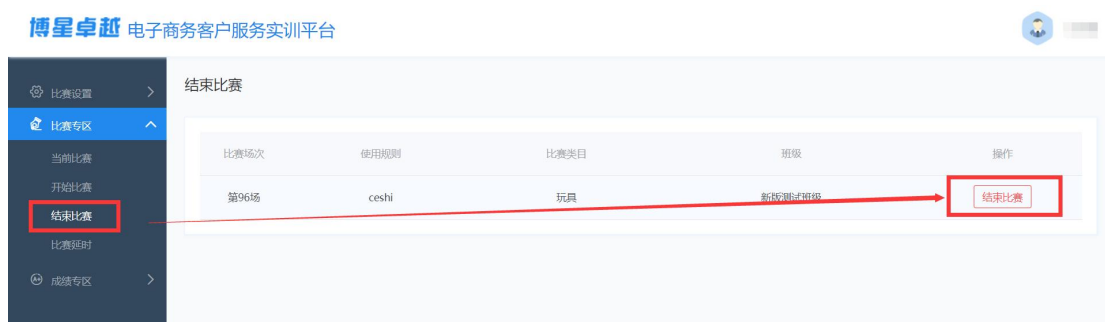 博星卓越 电子商务客户服务实训平台
比赛设置
结束比赛
比赛专区
当前比赛
开始比赛
结束比赛
比赛延时
成绩专区
比赛场次 使用规则 比赛类目 班级 操作
第96场 ceshi 玩具 新版测试班级 结束比赛